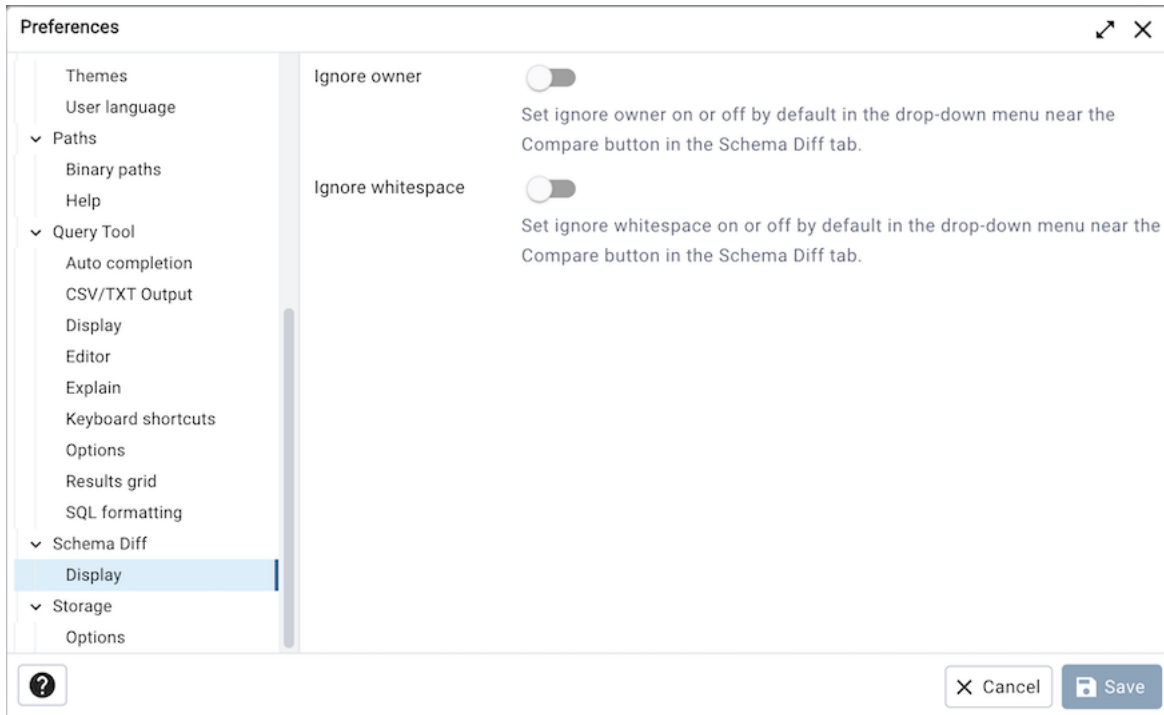 Preferences
Themes
User language
Paths
Binary paths
Help
Query Tool
Auto completion
CSV/TXT Output
Display
Editor
Explain
Keyboard shortcuts
Options
Results grid
SQL formatting
Schema Diff
Display
Storage
Options
Ignore owner
Set ignore owner on or off by default in the drop-down menu near the
Compare button in the Schema Diff tab.
Ignore whitespace
Set ignore whitespace on or off by default in the drop-down menu near the
Compare button in the Schema Diff tab.
?
Cancel
Save